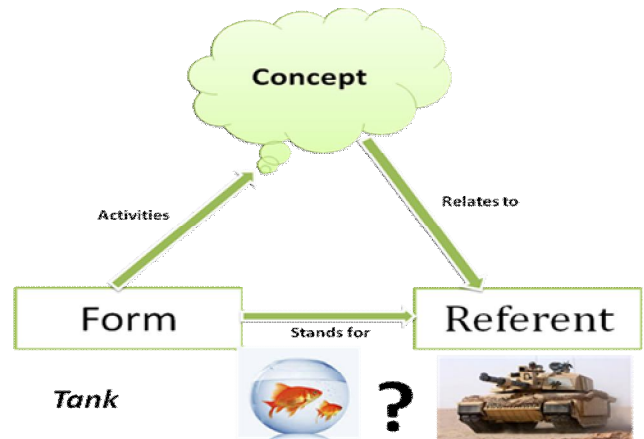 Concept
Activities
Relates to
Form
Stands for
Referent
Tank
?